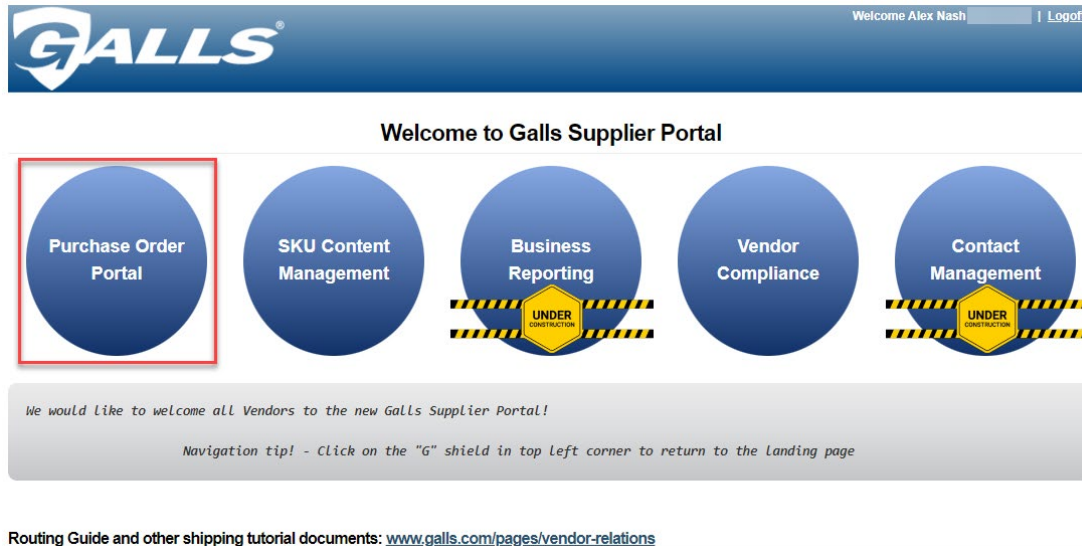 GALLS®
Welcome Alex Nash | Logoff
Welcome to Galls Supplier Portal
Purchase Order
Portal
SKU Content
Management
Business
Reporting
UNDER
CONSTRUCTION
Vendor
Compliance
Contact
Management
UNDER
CONSTRUCTION
We would like to welcome all Vendors to the new Galls Supplier Portal!
Navigation tip! - Click on the "G" shield in top left corner to return to the landing page
Routing Guide and other shipping tutorial documents: www.galls.com/pages/vendor-relations